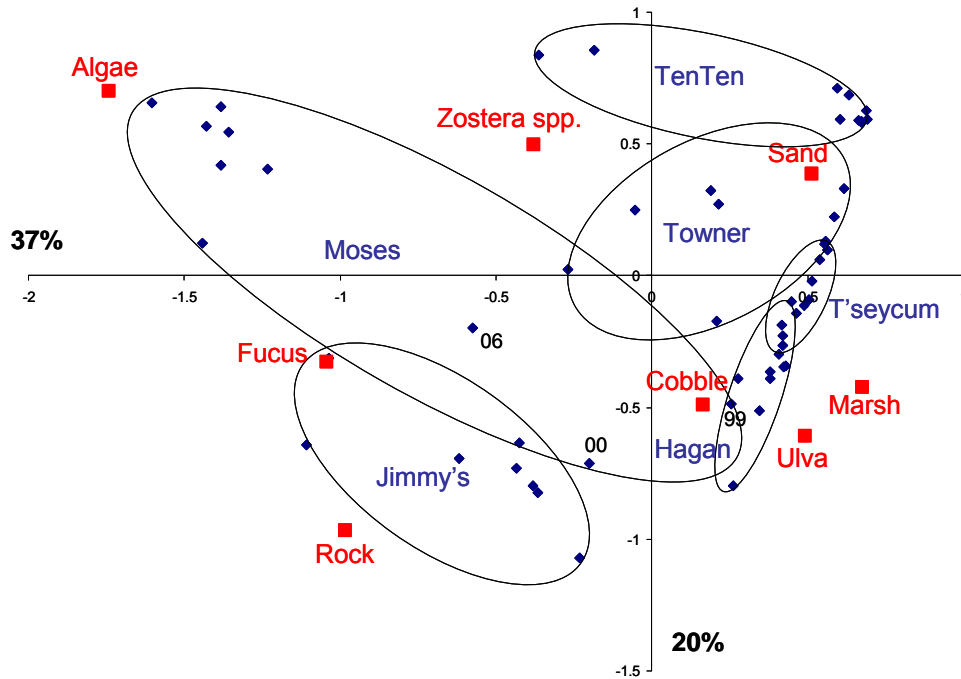 1
TenTen
Algae
Zostera spp.
0.5
Sand
Towner
37%
Moses
0
-2
-1.5
-1
-0.5
0
0.5
T'seycum
06
Fucus
Cobble
Marsh
-0.5
99
00
Hagan
Ulva
Jimmy's
-1
Rock
20%
-1.5